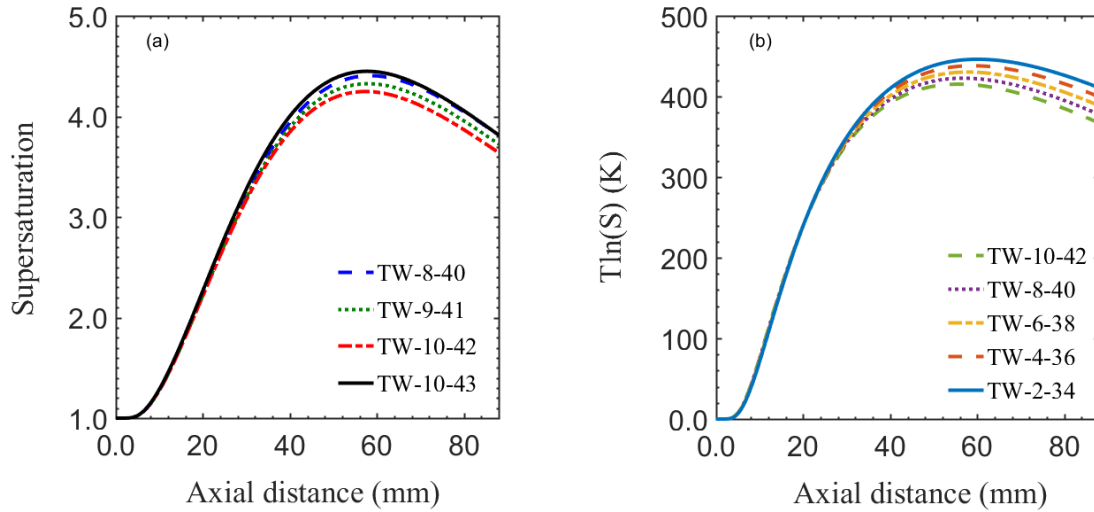 (a)
Supersaturation
5.0
4.0
3.0
2.0
1.0
0.0
20
40
60
80
Axial distance (mm)
TW-8-40
TW-9-41
TW-10-42
TW-10-43
(b)
Tln(S) (K)
500
400
300
200
100
0.0
0.0
20
40
60
80
Axial distance (mm)
TW-10-42
TW-8-40
TW-6-38
TW-4-36
TW-2-34